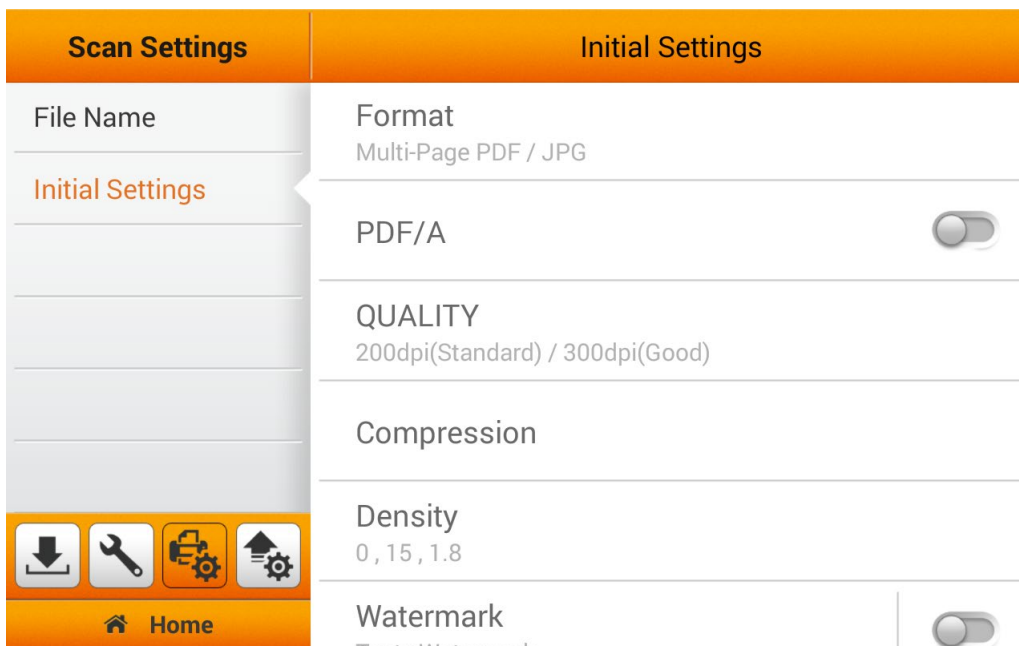 Scan Settings
Initial Settings
File Name
Initial Settings
Format
Multi-Page PDF / JPG
PDF/A
QUALITY
200dpi(Standard) / 300dpi(Good)
Compression
Density
0 , 15 , 1.8
Watermark
Home